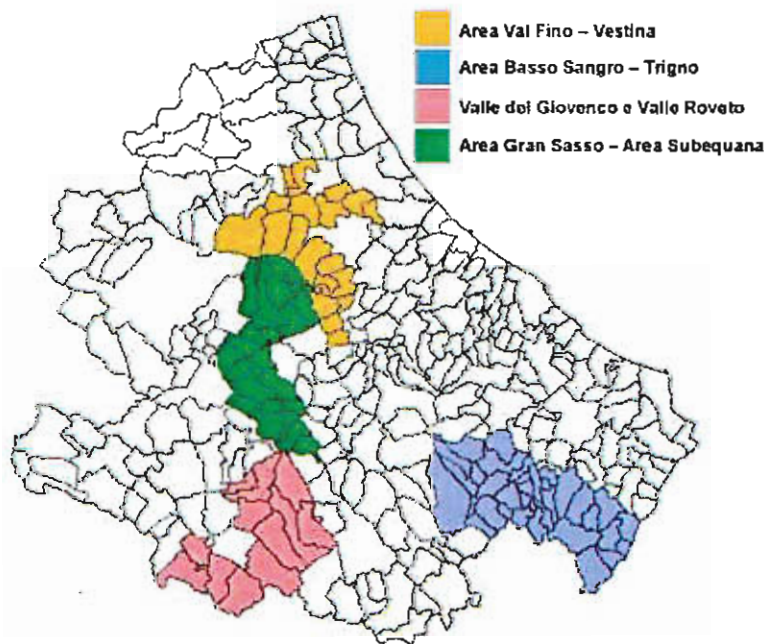 Area Val Fino – Vestina
Area Basso Sangro – Trigno
Valle del Giovenco e Valle Roveto
Area Gran Sasso – Area Subequana